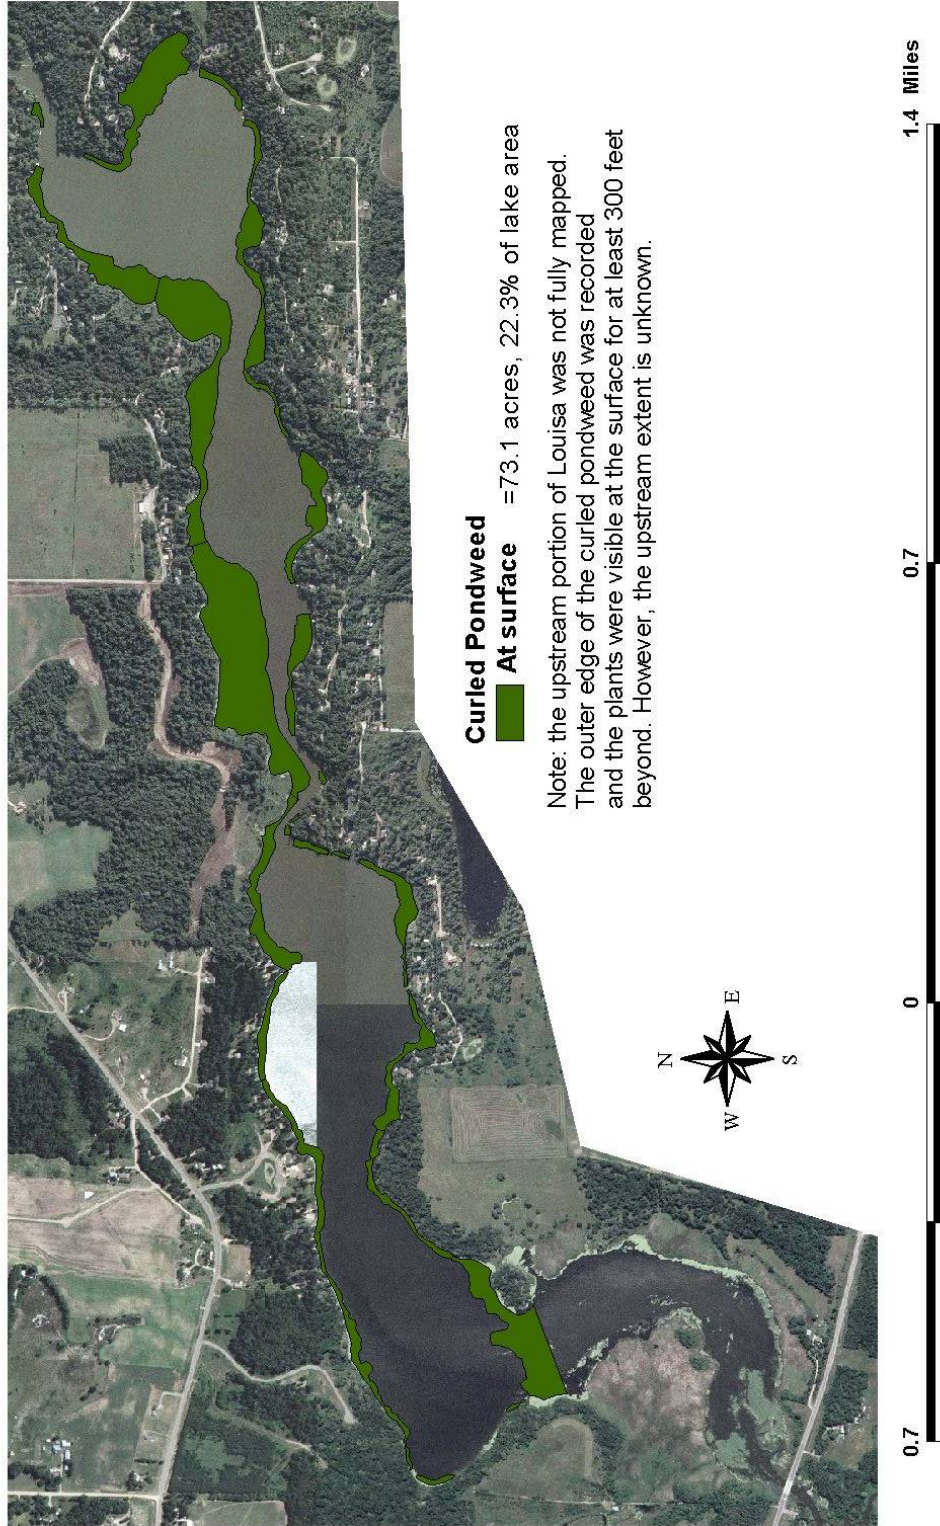 Curled Pondweed
At surface =73.1 acres, 22.3% of lake area
Note: the upstream portion of Louisa was not fully mapped.
The outer edge of the curled pondweed was recorded
and the plants were visible at the surface for at least 300 feet
beyond. However, the upstream extent is unknown.
N
W E
S
0.7 0 0.7 1.4 Miles